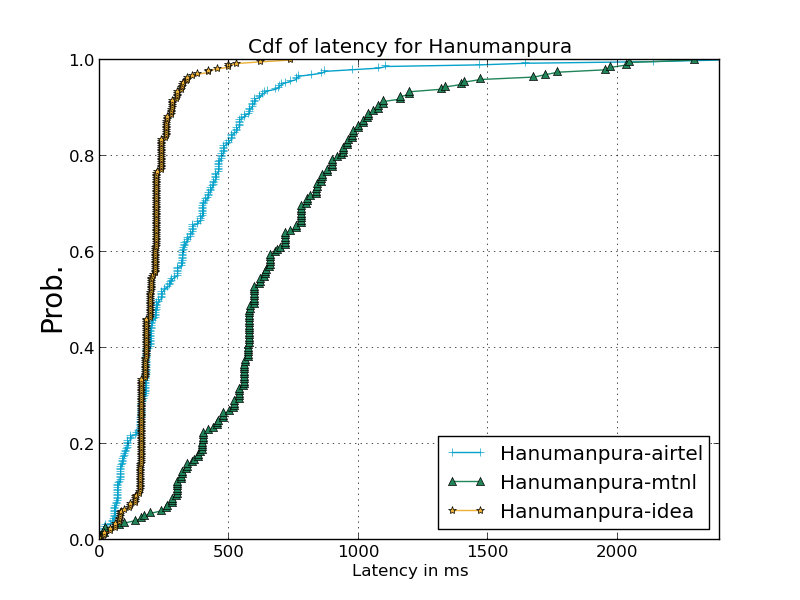 Cdf of latency for Hanumanpura
1.0
0.8
0.6
0.4
0.2
0.0
Prob.
0
500
1000
1500
2000
Latency in ms
Hanumanpura-airtel
Hanumanpura-mtnl
Hanumanpura-idea